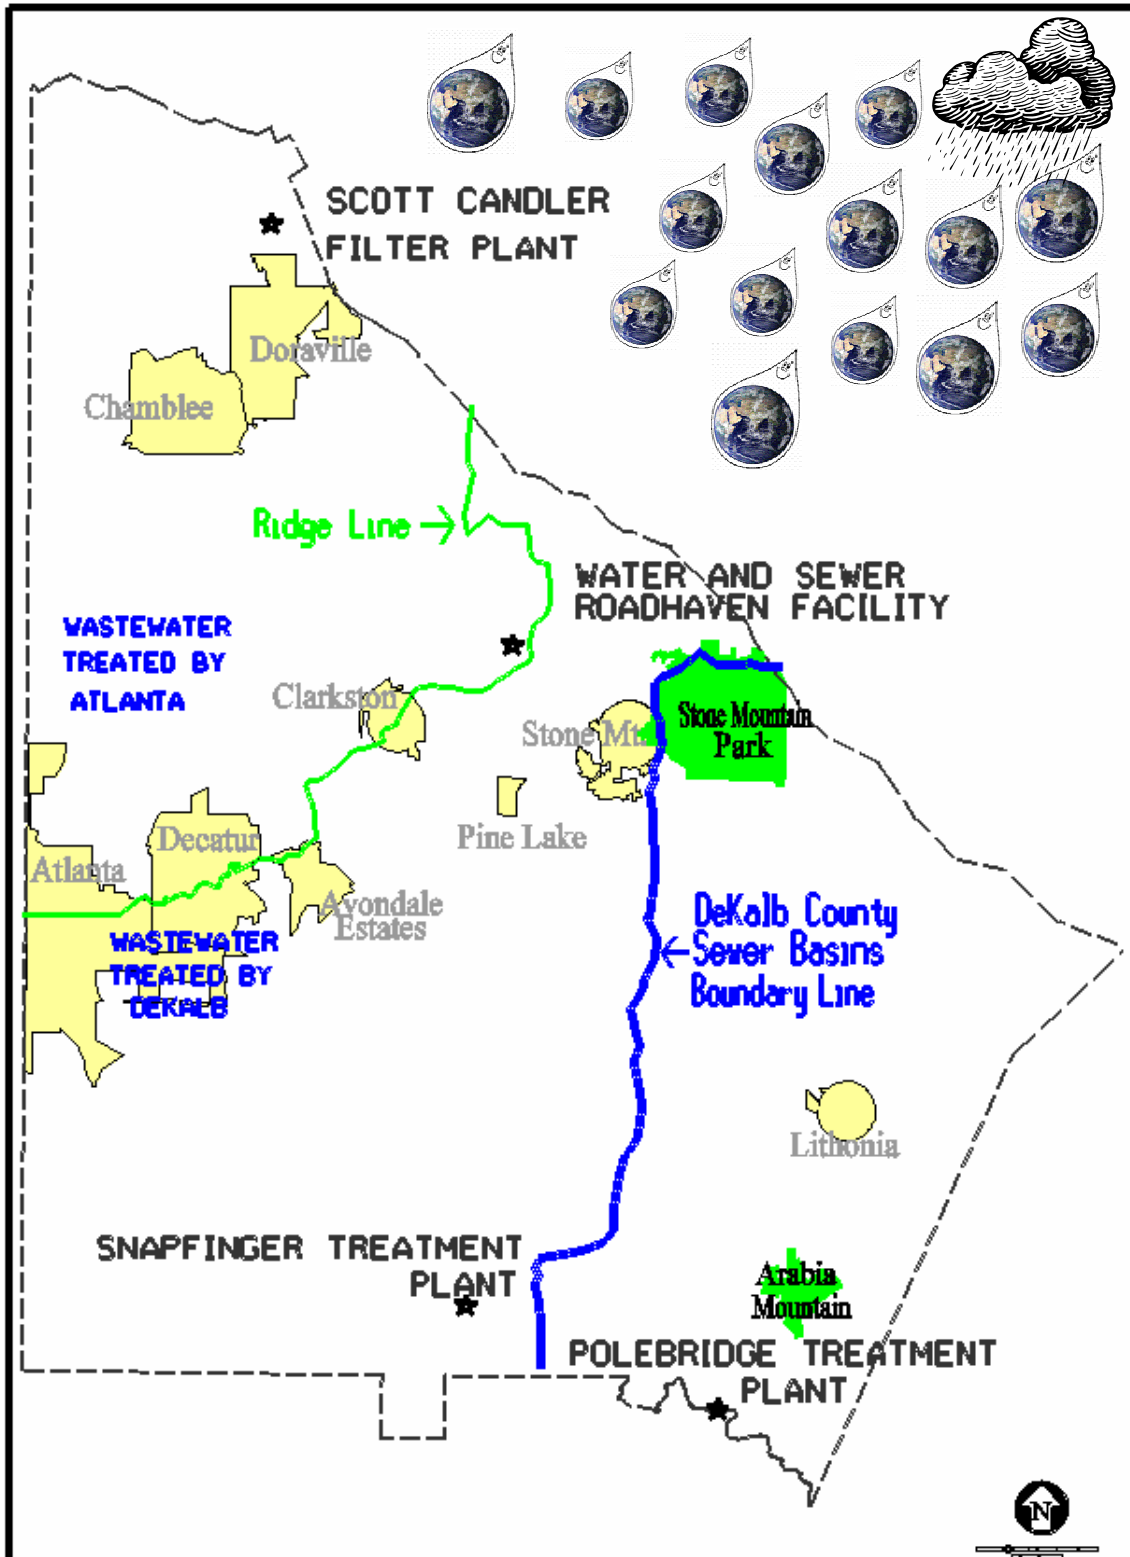 SCOTT CANDLER
FILTER PLANT
Doraville
Chamblee
Ridge Line
WATER AND SEWER
ROADHAVEN FACILITY
WASTEWATER
TREATED BY
ATLANTA
Clarkston
Stone Mt
Stone Mountain
Park
Pine Lake
Decatur
Atlanta
Avondale
Estates
DeKalb County
Sewer Basins
Boundary Line
WASTEWATER
TREATED BY
DEKALB
Lithonia
SNAPFINGER TREATMENT
PLANT
Arabia
Mountain
POLEBRIDGE TREATMENT
PLANT
N